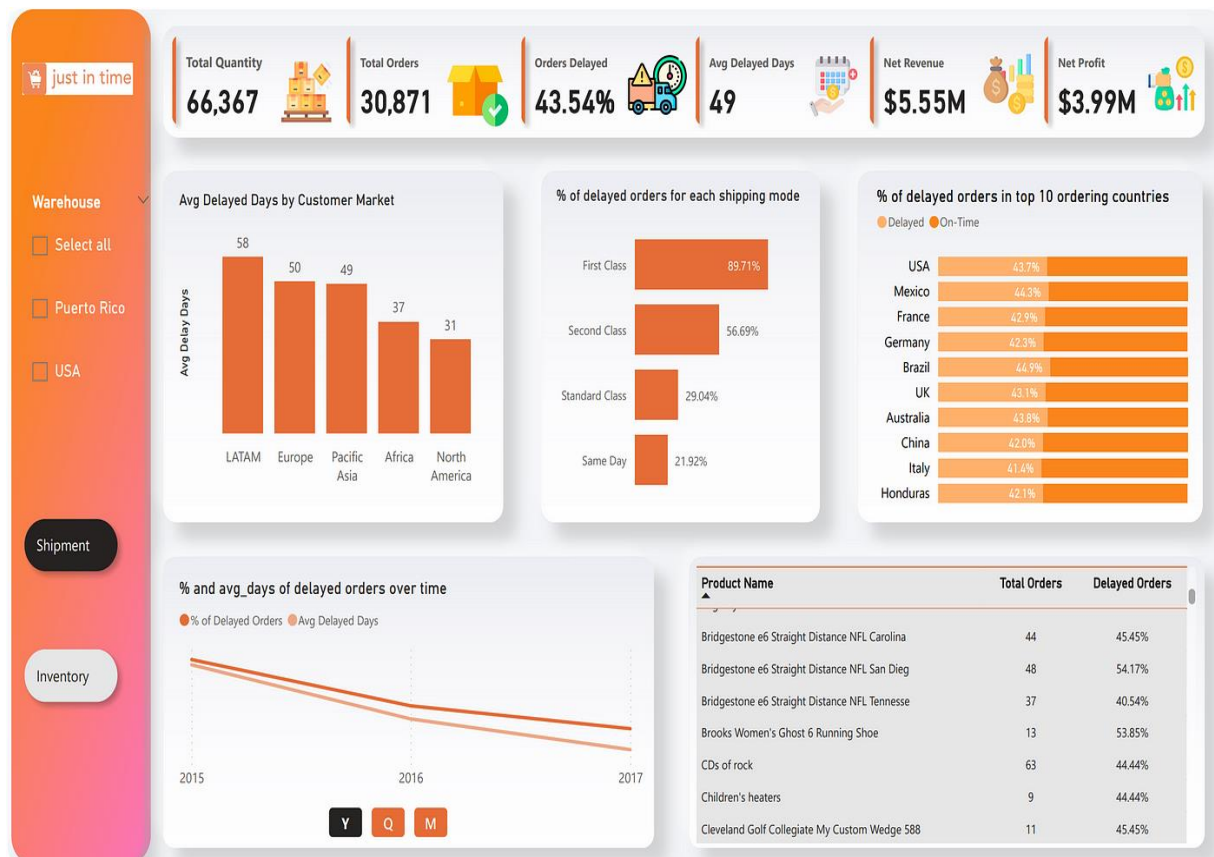 just in time
Warehouse
Select all
Puerto Rico
USA
Shipment
Inventory
Total Quantity
66,367
Total Orders
30,871
Orders Delayed
43.54%
Avg Delayed Days
49
Net Revenue
$5.55M
Net Profit
$3.99M
Avg Delayed Days by Customer Market
Avg Delay Days
58
50
49
37
31
LATAM
Europe
Pacific
Asia
Africa
North
America
% of delayed orders for each shipping mode
First Class 89.71%
Second Class 56.69%
Standard Class 29.04%
Same Day 21.92%
% of delayed orders in top 10 ordering countries
Delayed On-Time
USA 43.7%
Mexico 44.3%
France 42.9%
Germany 42.3%
Brazil 44.9%
UK 43.1%
Australia 43.8%
China 42.0%
Italy 41.4%
Honduras 42.1%
% and avg_days of delayed orders over time
% of Delayed Orders Avg Delayed Days
2015 2016 2017
Y Q M
Product Name Total Orders Delayed Orders
Bridgestone e6 Straight Distance NFL Carolina 44 45.45%
Bridgestone e6 Straight Distance NFL San Dieg 48 54.17%
Bridgestone e6 Straight Distance NFL Tennesse 37 40.54%
Brooks Women's Ghost 6 Running Shoe 13 53.85%
CDs of rock 63 44.44%
Children's heaters 9 44.44%
Cleveland Golf Collegiate My Custom Wedge 588 11 45.45%